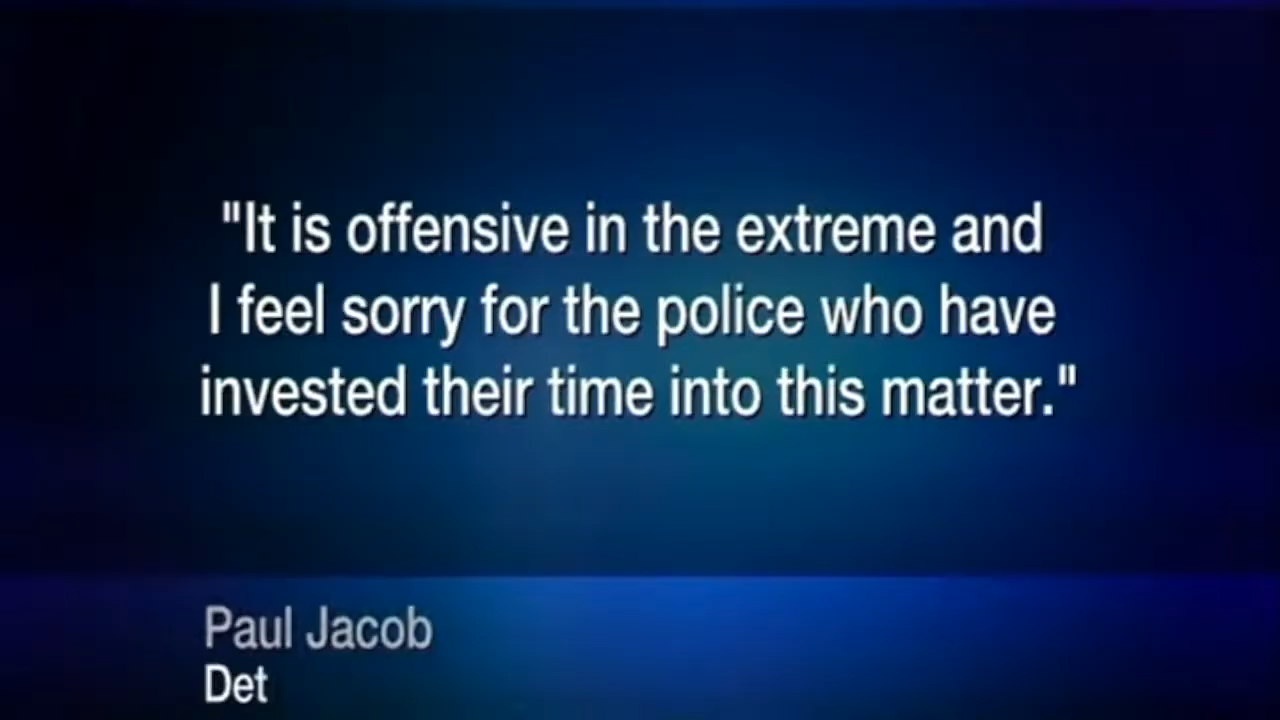 "It is offensive in the extreme and
I feel sorry for the police who have
invested their time into this matter."
Paul Jacob
Det